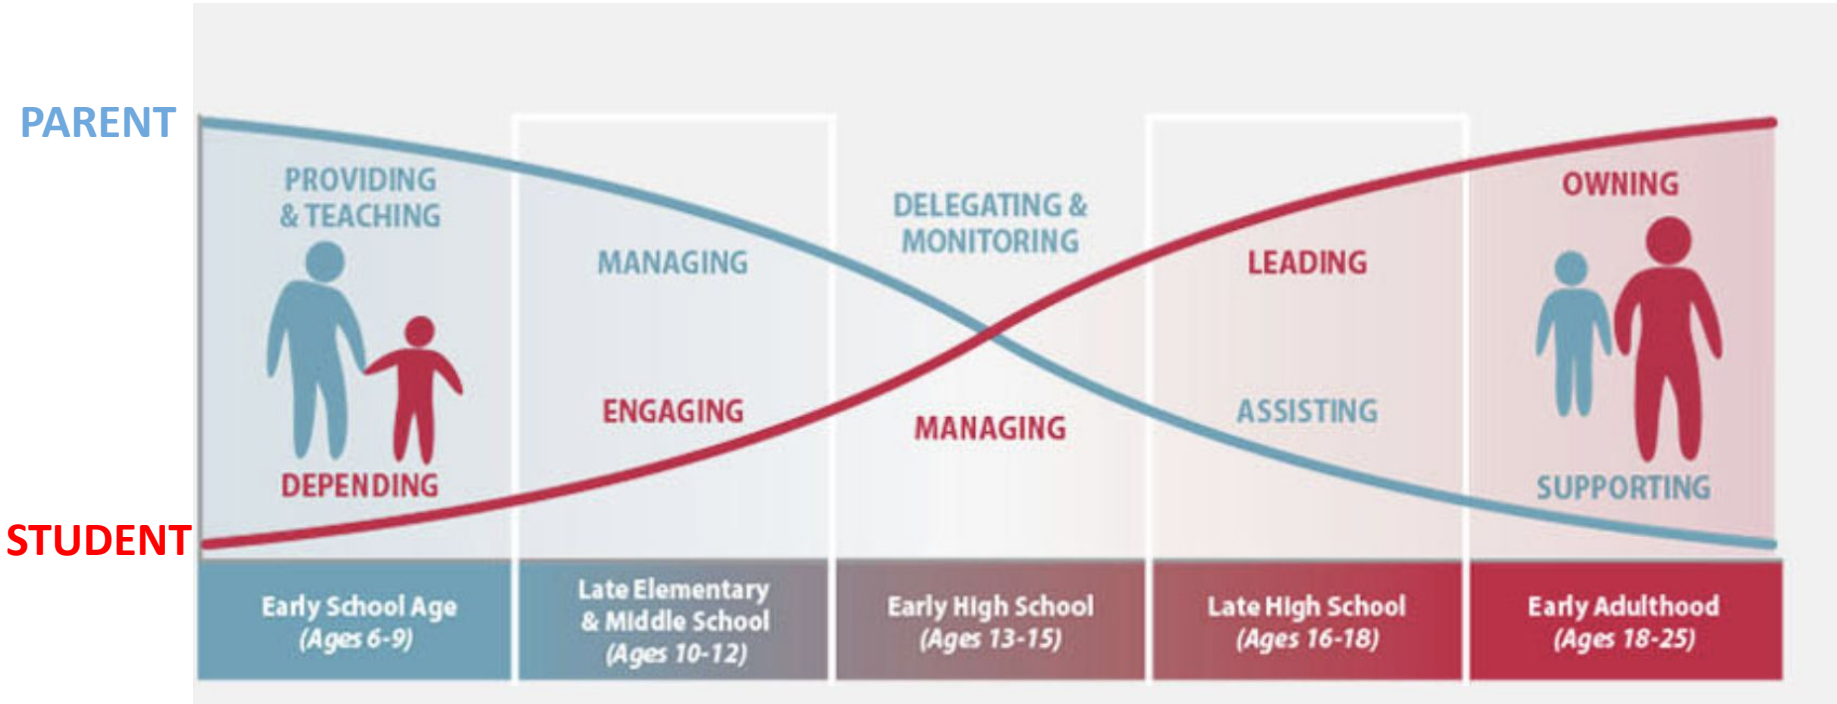 PARENT
PROVIDING
& TEACHING
MANAGING
DELEGATING &
MONITORING
LEADING
OWNING
ENGAGING
MANAGING
ASSISTING
DEPENDING
SUPPORTING
STUDENT
Early School Age
(Ages 6-9)
Late Elementary
& Middle School
(Ages 10-12)
Early High School
(Ages 13-15)
Late High School
(Ages 16-18)
Early Adulthood
(Ages 18-25)